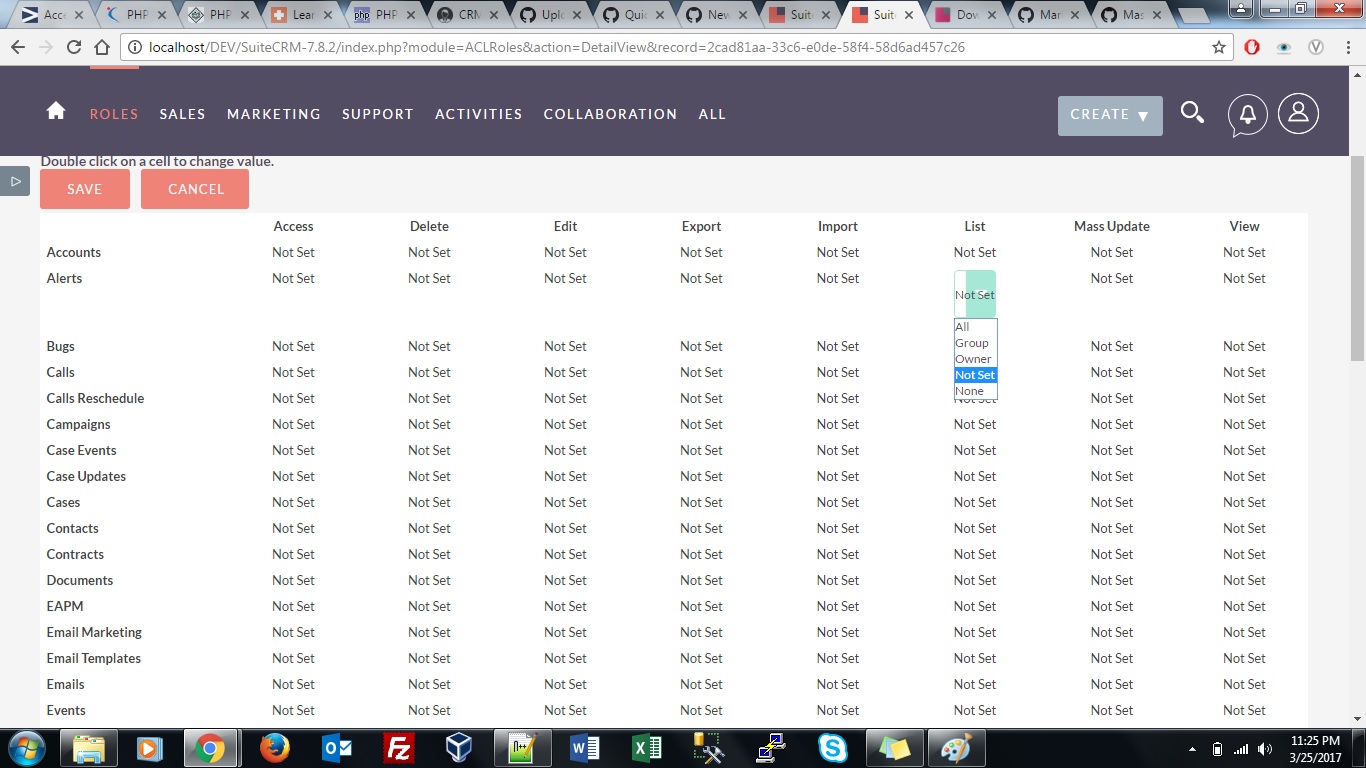 Acce PHP PHP Lear PHP CRM Uplo Quic New Suite Suite Dow Mar Mas
localhost/DEV/SuiteCRM-7.8.2/index.php?module=ACLRoles&action=DetailView&record=2cad81aa-33c6-e0de-58f4-58d6ad457c26
ROLES SALES MARKETING SUPPORT ACTIVITIES COLLABORATION ALL CREATE
Double click on a cell to change value.
SAVE CANCEL
Access Delete Edit Export Import List Mass Update View
Accounts Not Set Not Set Not Set Not Set Not Set Not Set Not Set Not Set
Alerts Not Set Not Set Not Set Not Set Not Set Not Set Not Set Not Set
All
Group
Owner
Not Set
None
Bugs Not Set Not Set Not Set Not Set Not Set Not Set Not Set
Calls Not Set Not Set Not Set Not Set Not Set Not Set Not Set
Calls Reschedule Not Set Not Set Not Set Not Set Not Set Not Set Not Set Not Set
Campaigns Not Set Not Set Not Set Not Set Not Set Not Set Not Set Not Set
Case Events Not Set Not Set Not Set Not Set Not Set Not Set Not Set Not Set
Case Updates Not Set Not Set Not Set Not Set Not Set Not Set Not Set Not Set
Cases Not Set Not Set Not Set Not Set Not Set Not Set Not Set Not Set
Contacts Not Set Not Set Not Set Not Set Not Set Not Set Not Set Not Set
Contracts Not Set Not Set Not Set Not Set Not Set Not Set Not Set Not Set
Documents Not Set Not Set Not Set Not Set Not Set Not Set Not Set Not Set
EAPM Not Set Not Set Not Set Not Set Not Set Not Set Not Set Not Set
Email Marketing Not Set Not Set Not Set Not Set Not Set Not Set Not Set Not Set
Email Templates Not Set Not Set Not Set Not Set Not Set Not Set Not Set Not Set
Emails Not Set Not Set Not Set Not Set Not Set Not Set Not Set Not Set
Events Not Set Not Set Not Set Not Set Not Set Not Set Not Set Not Set
11:25 PM
3/25/2017